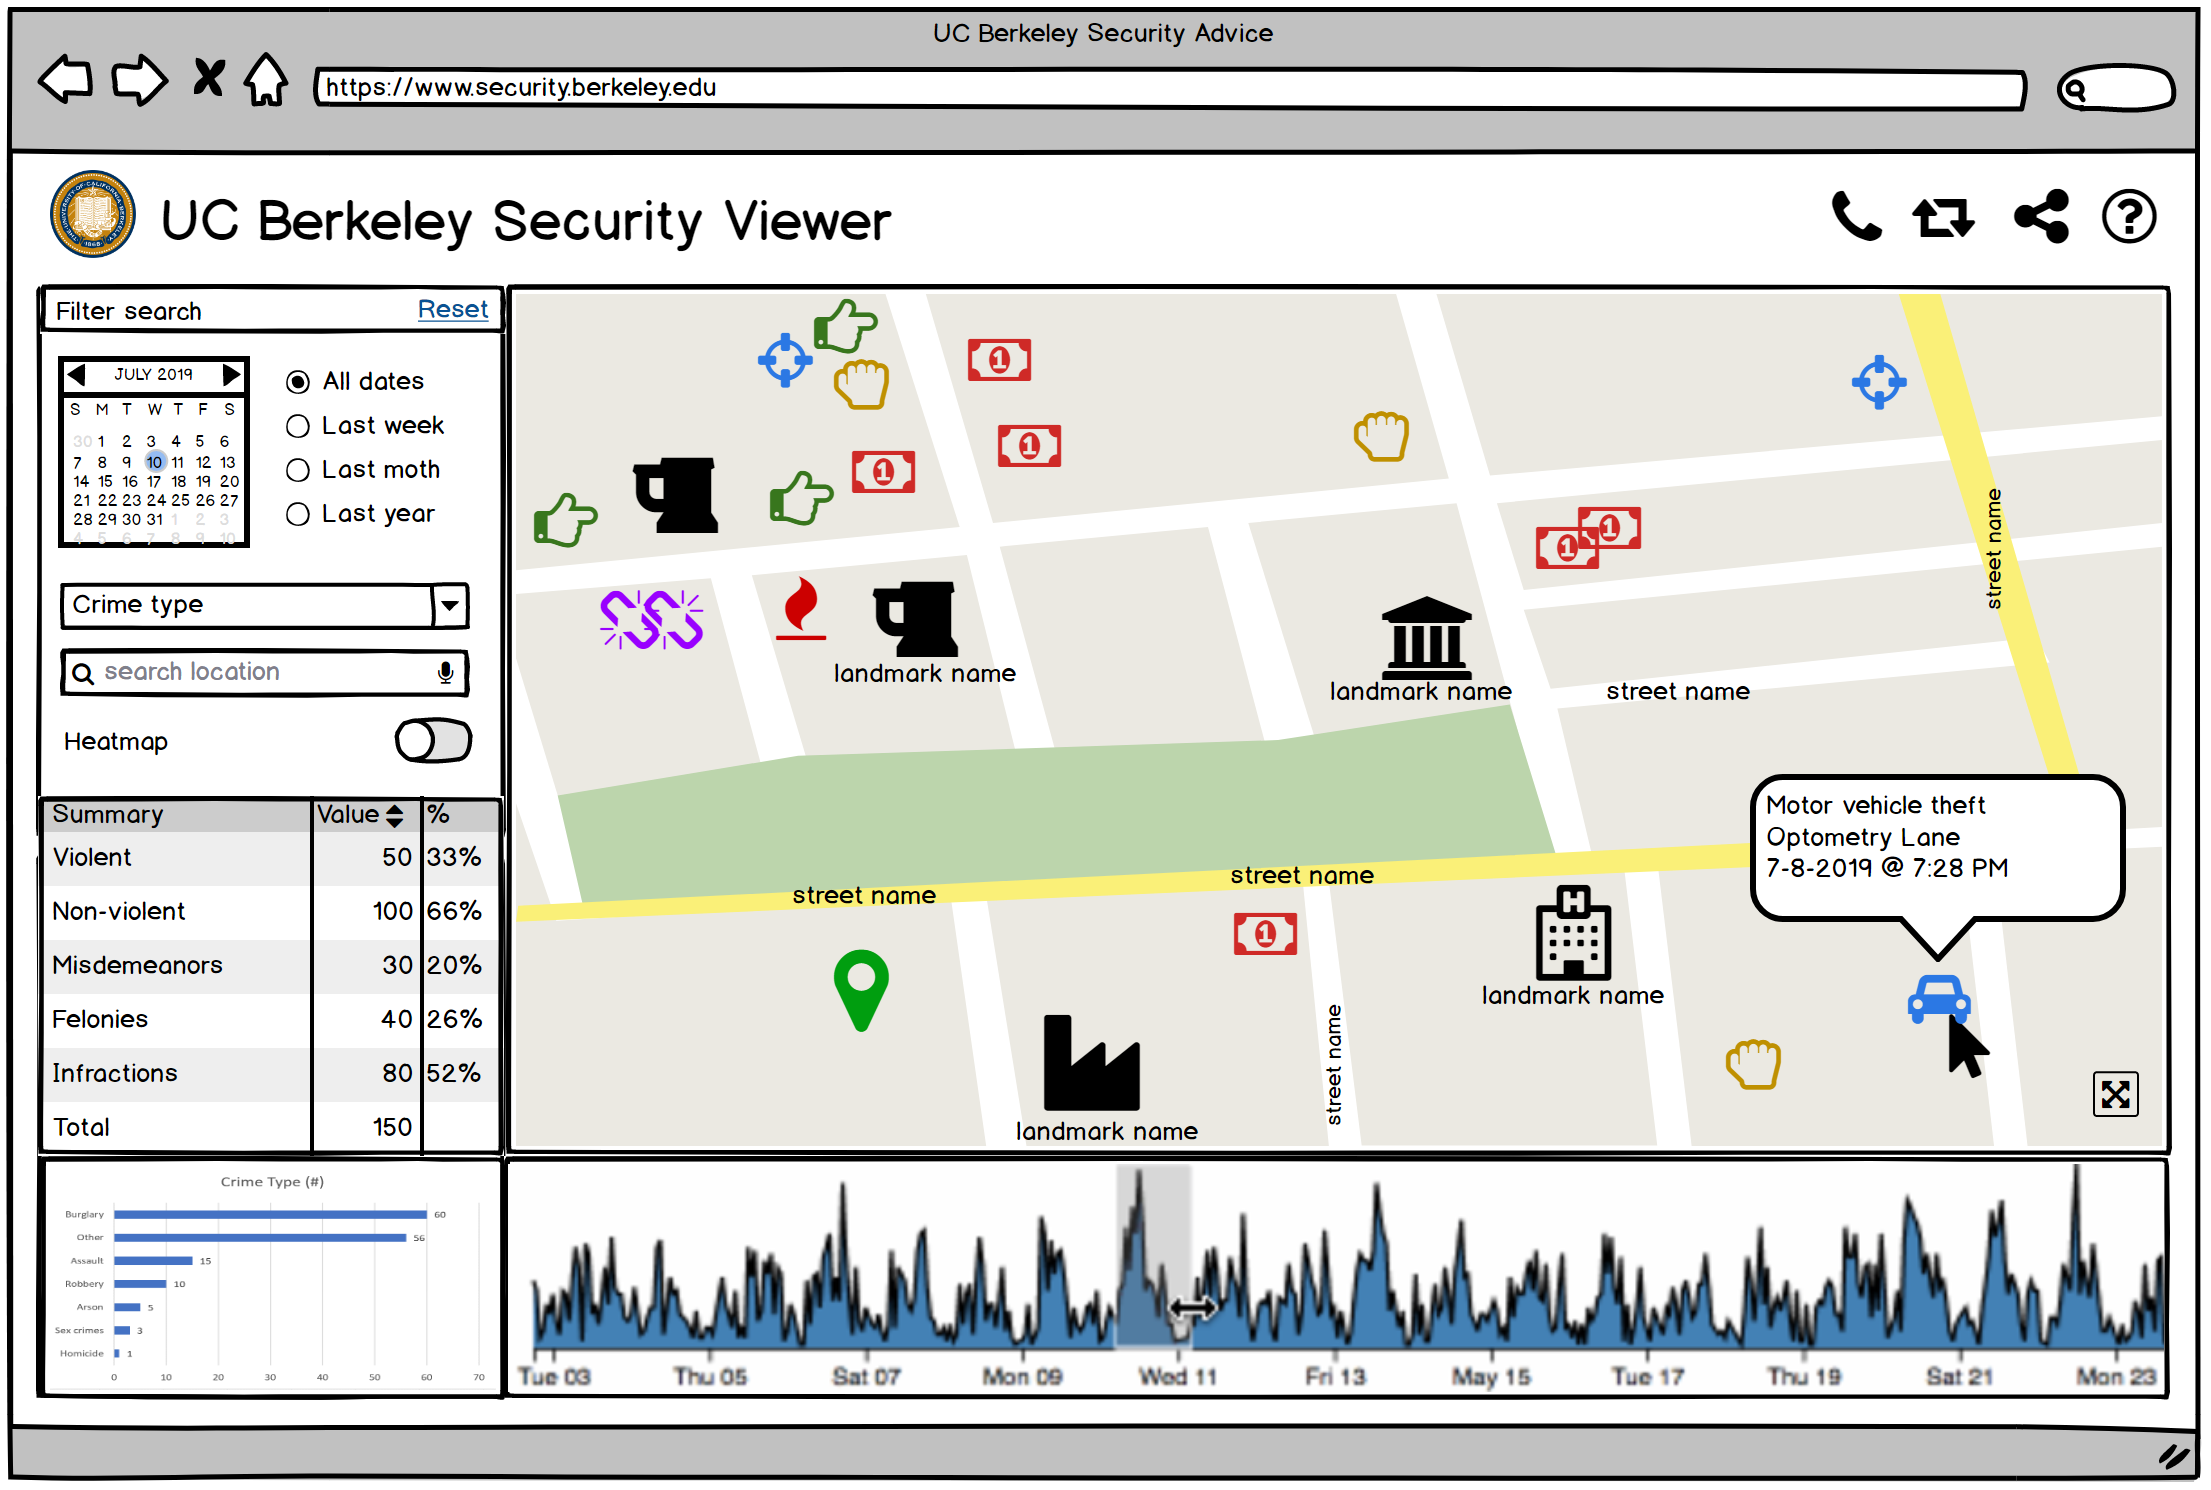 UC Berkeley Security Advice
https://www.security.berkeley.edu
UC Berkeley Security Viewer
Filter search Reset
JULY 2019
S M T W T F S
30 1 2 3 4 5 6
7 8 9 10 11 12 13
14 15 16 17 18 19 20
21 22 23 24 25 26 27
28 29 30 31 1 2 3
4 5 6 7 8 9 10
All dates
Last week
Last moth
Last year
Crime type
search location
Heatmap
Summary Value %
Violent 50 33%
Non-violent 100 66%
Misdemeanors 30 20%
Felonies 40 26%
Infractions 80 52%
Total 150
Crime Type (#)
Burglary 60
Other 56
Assault 15
Robbery 10
Arson 5
Sex crimes 3
Homicide 1
0 10 20 30 40 50 60 70
1
1
1
1
1
street name
landmark name
landmark name
street name
Motor vehicle theft
Optometry Lane
7-8-2019 @ 7:28 PM
street name
street name
1
H
landmark name
street name
landmark name
Tue 03 Thu 05 Sat 07 Mon 09 Wed 11 Fri 13 May 15 Tue 17 Thu 19 Sat 21 Mon 23